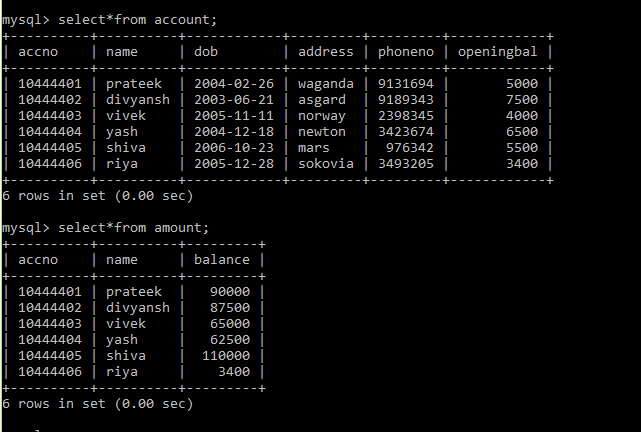 mysql> select*from account;
+----------+----------+------------+---------+---------+------------+
| accno    | name     | dob        | address | phoneno | openingbal |
+----------+----------+------------+---------+---------+------------+
| 10444401 | prateek  | 2004-02-26 | waganda | 9131694 |       5000 |
| 10444402 | divyansh | 2003-06-21 | asgard  | 9189343 |       7500 |
| 10444403 | vivek    | 2005-11-11 | norway  | 2398345 |       4000 |
| 10444404 | yash     | 2004-12-18 | newton  | 3423674 |       6500 |
| 10444405 | shiva    | 2006-10-23 | mars    |  976342 |       5500 |
| 10444406 | riya     | 2005-12-28 | sokovia | 3493205 |       3400 |
+----------+----------+------------+---------+---------+------------+
6 rows in set (0.00 sec)
mysql> select*from amount;
+----------+----------+---------+
| accno    | name     | balance |
+----------+----------+---------+
| 10444401 | prateek  |   90000 |
| 10444402 | divyansh |   87500 |
| 10444403 | vivek    |   65000 |
| 10444404 | yash     |   62500 |
| 10444405 | shiva    |  110000 |
| 10444406 | riya     |    3400 |
+----------+----------+---------+
6 rows in set (0.00 sec)